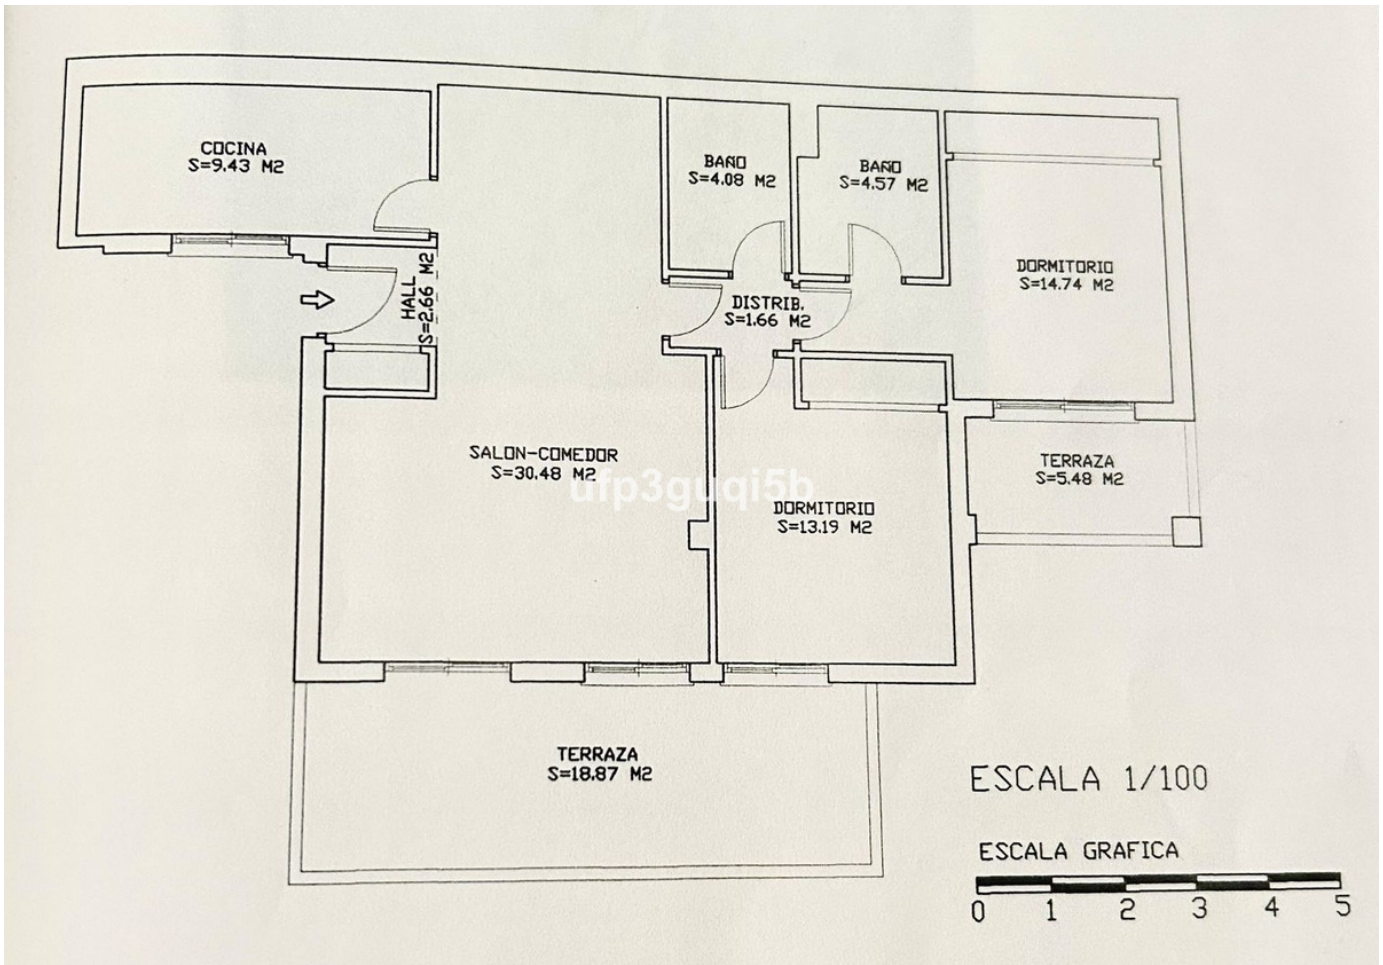 COCINA
S=9.43 M2
BAÑO
S=4.08 M2
BAÑO
S=4.57 M2
DORMITORIO
S=14.74 M2
HALL
S=2.66 M2
DISTRIB.
S=1.66 M2
SALON-COMEDOR
S=30.48 M2
ufp3guqi5b
DORMITORIO
S=13.19 M2
TERRAZA
S=5.48 M2
TERRAZA
S=18.87 M2
ESCALA 1/100
ESCALA GRAFICA
0 1 2 3 4 5